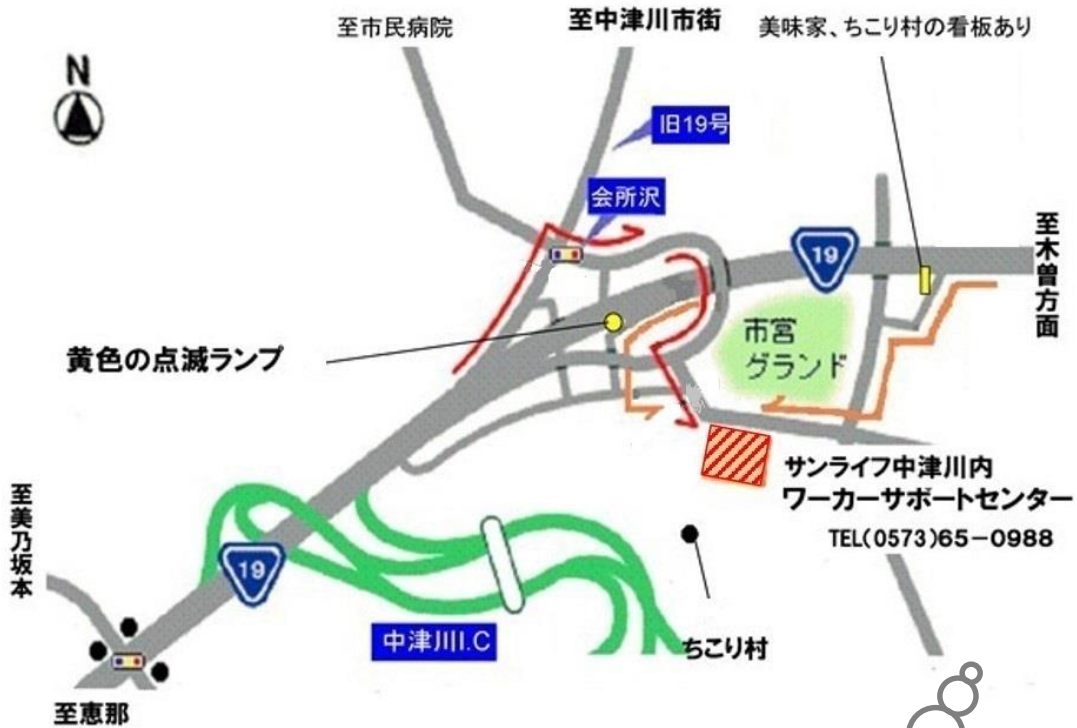 至市民病院
至中津川市街
美味家、ちこり村の看板あり
N
旧19号
会所沢
19
至木曽方面
市営
グランド
黄色の点滅ランプ
サンライフ中津川内
ワーカーサポートセンター
TEL(0573)65-0988
至美乃坂本
19
中津川I.C
ちこり村
至恵那